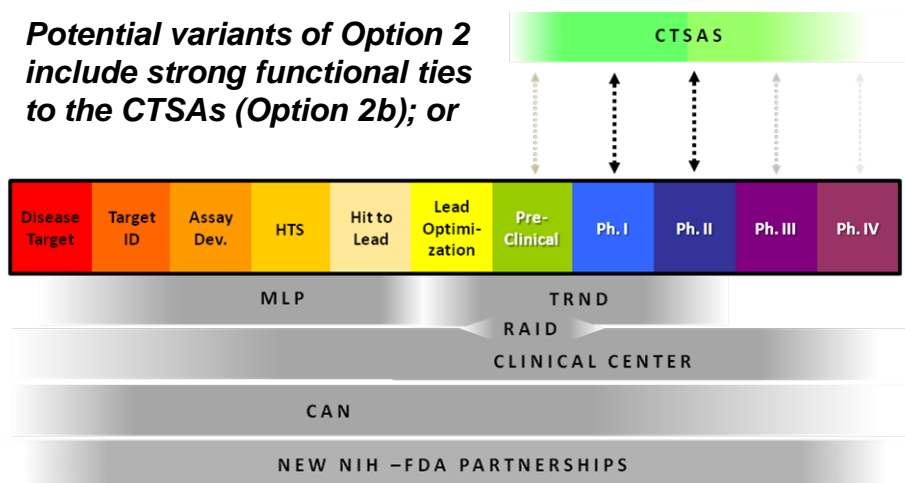 Potential variants of Option 2
include strong functional ties
to the CTSAs (Option 2b); or
CTSAS
Disease
Target
Target
ID
Assay
Dev.
HTS
Hit to
Lead
Lead
Optimi-
zation
Pre-
Clinical
Ph. I
Ph. II
Ph. III
Ph. IV
MLP
TRND
RAID
CLINICAL CENTER
CAN
NEW NIH –FDA PARTNERSHIPS